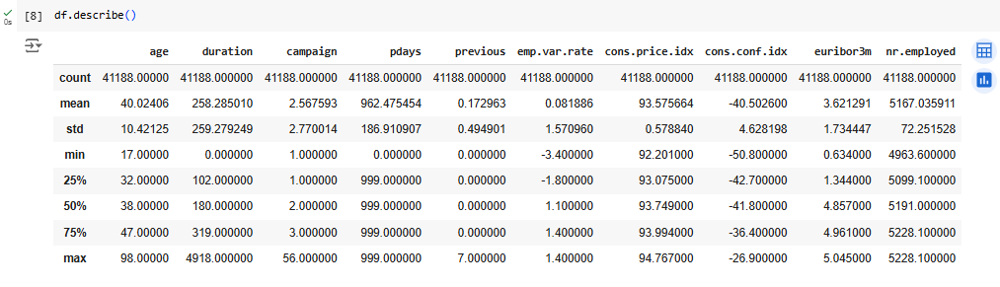 [8] df.describe()
0s
age duration campaign pdays previous emp.var.rate cons.price.idx cons.conf.idx euribor3m nr.employed
count 41188.00000 41188.000000 41188.000000 41188.000000 41188.000000 41188.000000 41188.000000 41188.000000 41188.000000 41188.000000
mean 40.02406 258.285010 2.567593 962.475454 0.172963 0.081886 93.575664 -40.502600 3.621291 5167.035911
std 10.42125 259.279249 2.770014 186.910907 0.494901 1.570960 0.578840 4.628198 1.734447 72.251528
min 17.00000 0.000000 1.000000 0.000000 0.000000 -3.400000 92.201000 -50.800000 0.634000 4963.600000
25% 32.00000 102.000000 1.000000 999.000000 0.000000 -1.800000 93.075000 -42.700000 1.344000 5099.100000
50% 38.00000 180.000000 2.000000 999.000000 0.000000 1.100000 93.749000 -41.800000 4.857000 5191.000000
75% 47.00000 319.000000 3.000000 999.000000 0.000000 1.400000 93.994000 -36.400000 4.961000 5228.100000
max 98.00000 4918.000000 56.000000 999.000000 7.000000 1.400000 94.767000 -26.900000 5.045000 5228.100000